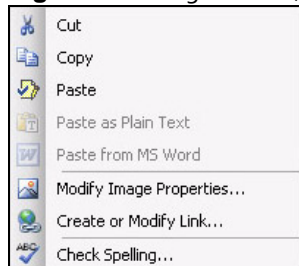 Cut
Copy
Paste
Paste as Plain Text
Paste from MS Word
Modify Image Properties...
Create or Modify Link...
ABC
Check Spelling...